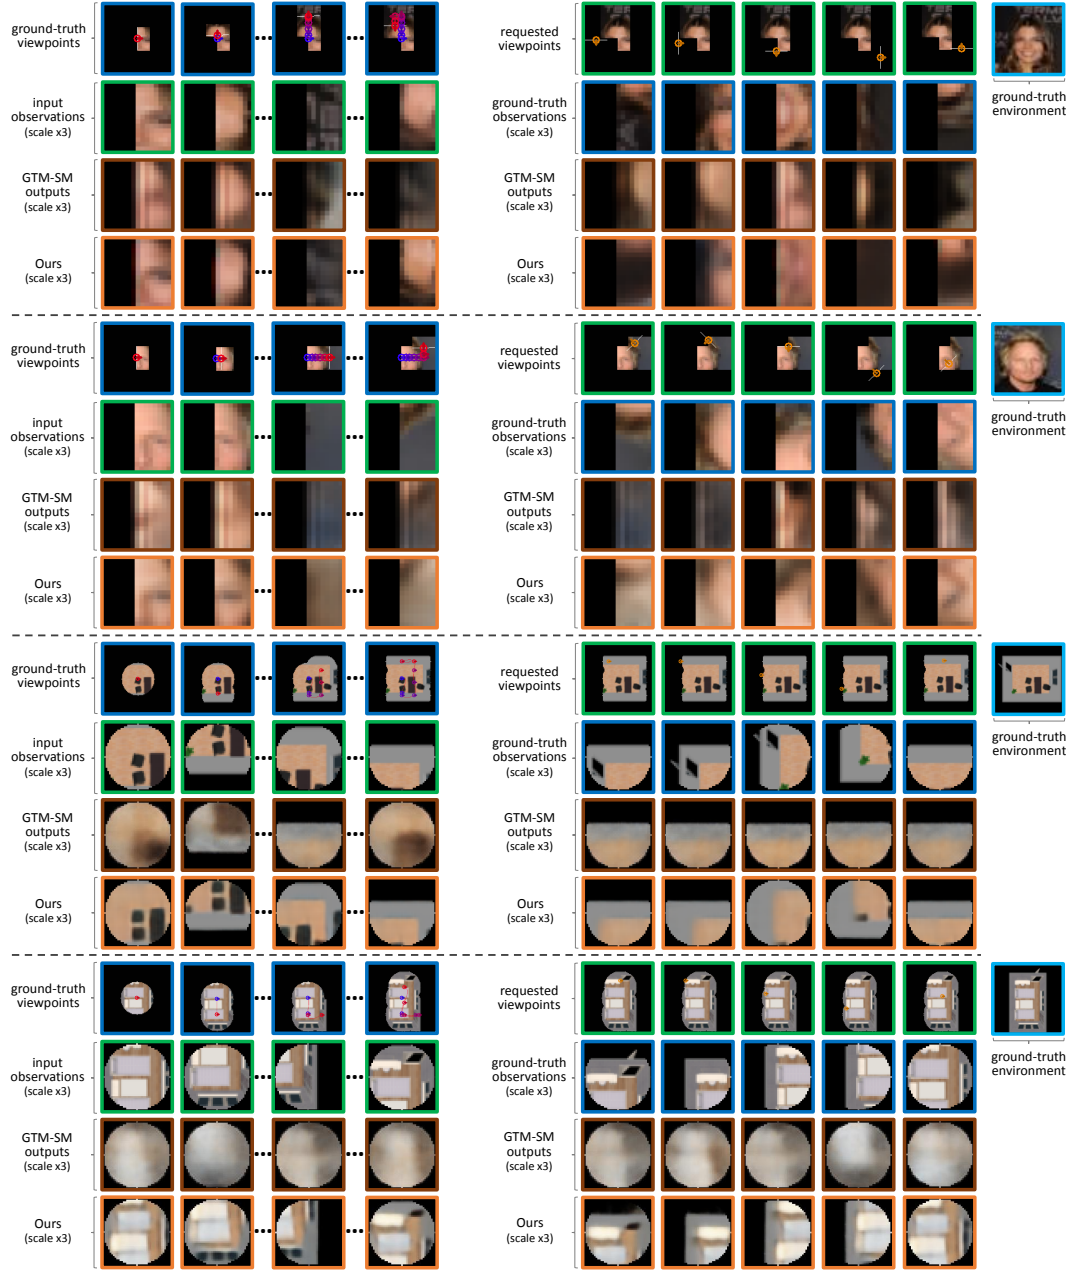 ground-truth
viewpoints
requested
viewpoints
ground-truth
environment
input
observations
(scale x3)
ground-truth
observations
(scale x3)
GTM-SM
outputs
(scale x3)
GTM-SM
outputs
(scale x3)
Ours
(scale x3)
Ours
(scale x3)
ground-truth
viewpoints
requested
viewpoints
ground-truth
environment
input
observations
(scale x3)
ground-truth
observations
(scale x3)
GTM-SM
outputs
(scale x3)
GTM-SM
outputs
(scale x3)
Ours
(scale x3)
Ours
(scale x3)
ground-truth
viewpoints
requested
viewpoints
ground-truth
environment
input
observations
(scale x3)
ground-truth
observations
(scale x3)
GTM-SM
outputs
(scale x3)
GTM-SM
outputs
(scale x3)
Ours
(scale x3)
Ours
(scale x3)
ground-truth
viewpoints
requested
viewpoints
ground-truth
environment
input
observations
(scale x3)
ground-truth
observations
(scale x3)
GTM-SM
outputs
(scale x3)
GTM-SM
outputs
(scale x3)
Ours
(scale x3)
Ours
(scale x3)